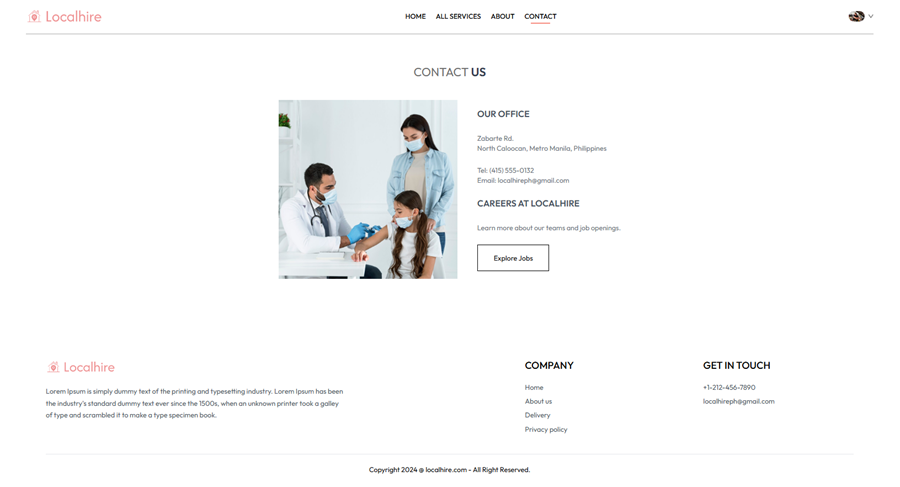 Localhire
HOME ALL SERVICES ABOUT CONTACT
CONTACT US
OUR OFFICE
Zabarte Rd.
North Caloocan, Metro Manila, Philippines
Tel: (415) 555-0132
Email: localhireph@gmail.com
CAREERS AT LOCALHIRE
Learn more about our teams and job openings.
Explore Jobs
Localhire
Lorem Ipsum is simply dummy text of the printing and typesetting industry. Lorem Ipsum has been
the industry's standard dummy text ever since the 1500s, when an unknown printer took a galley
of type and scrambled it to make a type specimen book.
COMPANY
Home
About us
Delivery
Privacy policy
GET IN TOUCH
+1-212-456-7890
localhireph@gmail.com
Copyright 2024 @ localhire.com - All Right Reserved.